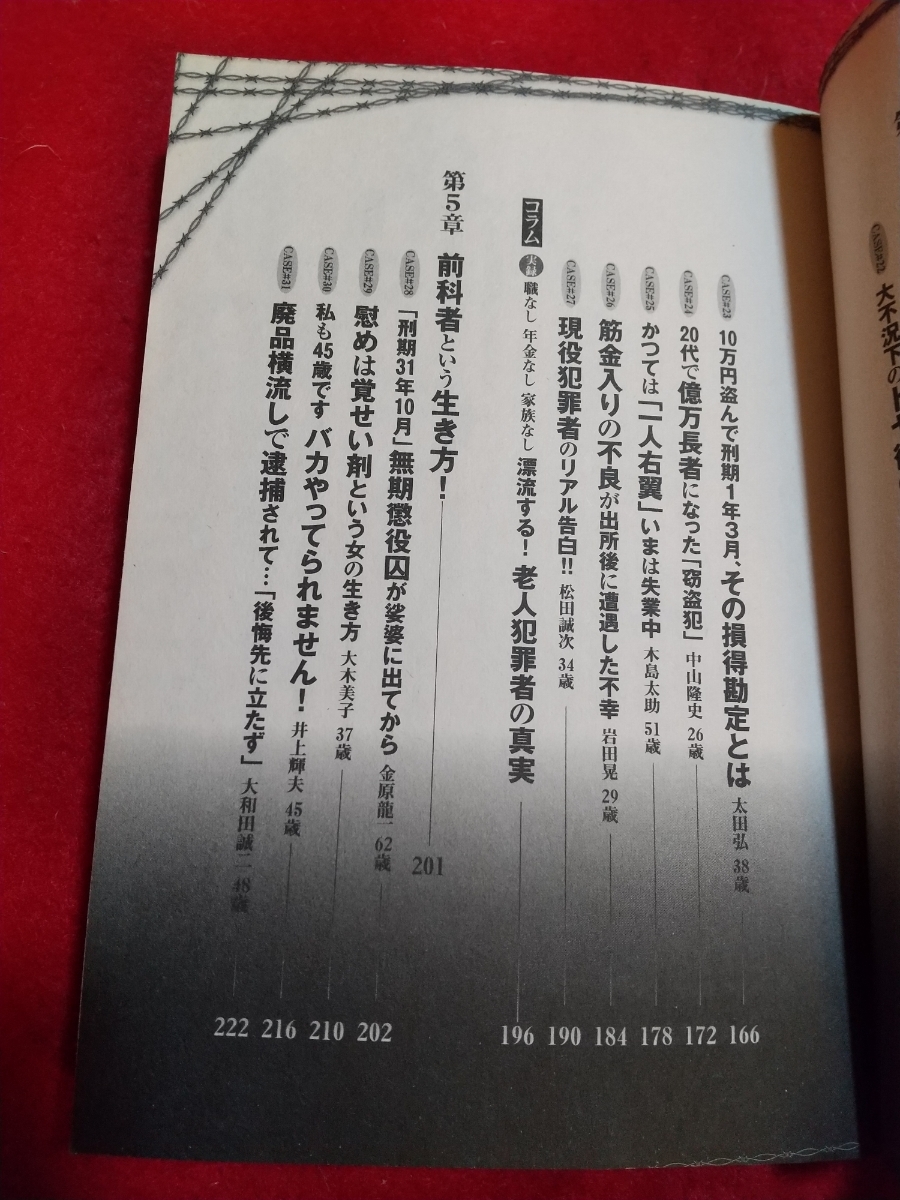 CASE#22 大不況下の
CASE#23 10万円盗んで刑期1年3月、その損得勘定とは 太田弘 38歳 166
CASE#24 20代で億万長者になった「窃盗犯」 中山隆史 26歳 172
CASE#25 かつては「一人右翼」いまは失業中 木島太助 51歳 178
CASE#26 筋金入りの不良が出所後に遭遇した不幸 岩田晃 29歳 184
CASE#27 現役犯罪者のリアル告白!! 松田誠次 34歳 190
コラム 実録 職なし 年金なし 家族なし 漂流する!老人犯罪者の真実 196
第5章 前科者という生き方! 201
CASE#28 「刑期31年10月」無期懲役囚が娑婆に出てから 金原龍一 62歳 202
CASE#29 慰めは覚せい剤という女の生き方 大木美子 37歳 210
CASE#30 私も45歳です バカやってられません! 井上輝夫 45歳 216
CASE#31 廃品横流しで逮捕されて…「後悔先に立たず」 大和田誠二 48歳 222